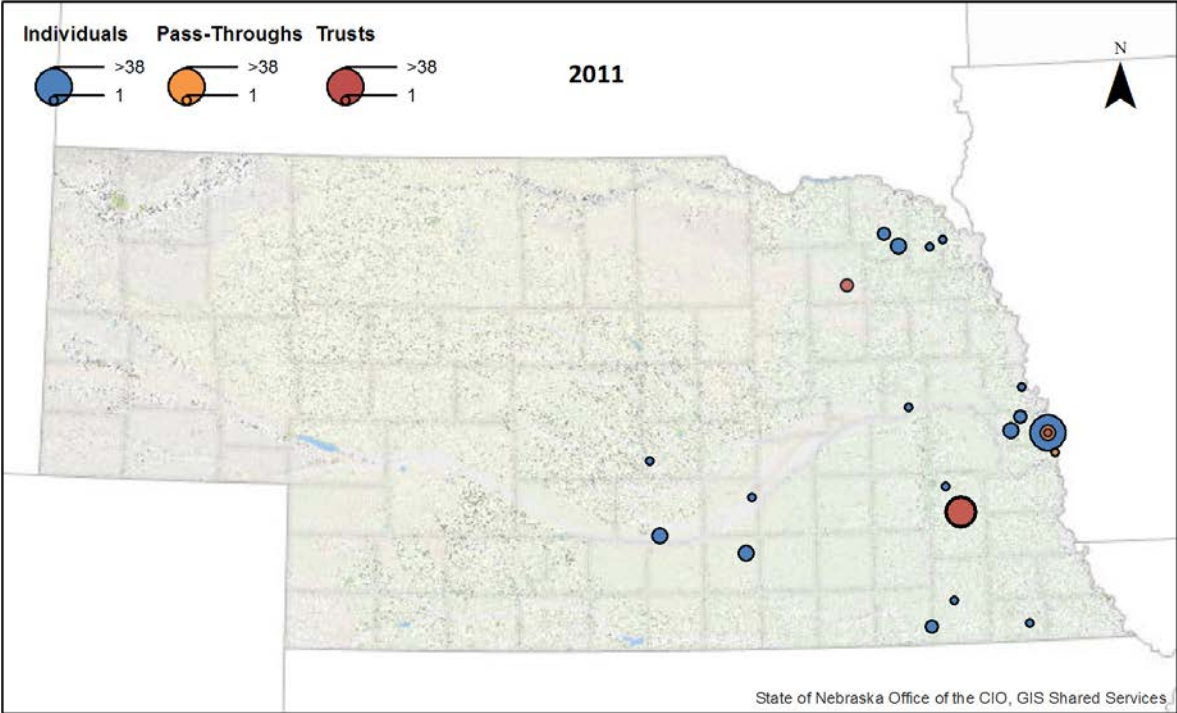 Individuals Pass-Throughs Trusts
>38 >38 >38
1 1 1
2011
N
State of Nebraska Office of the CIO, GIS Shared Services